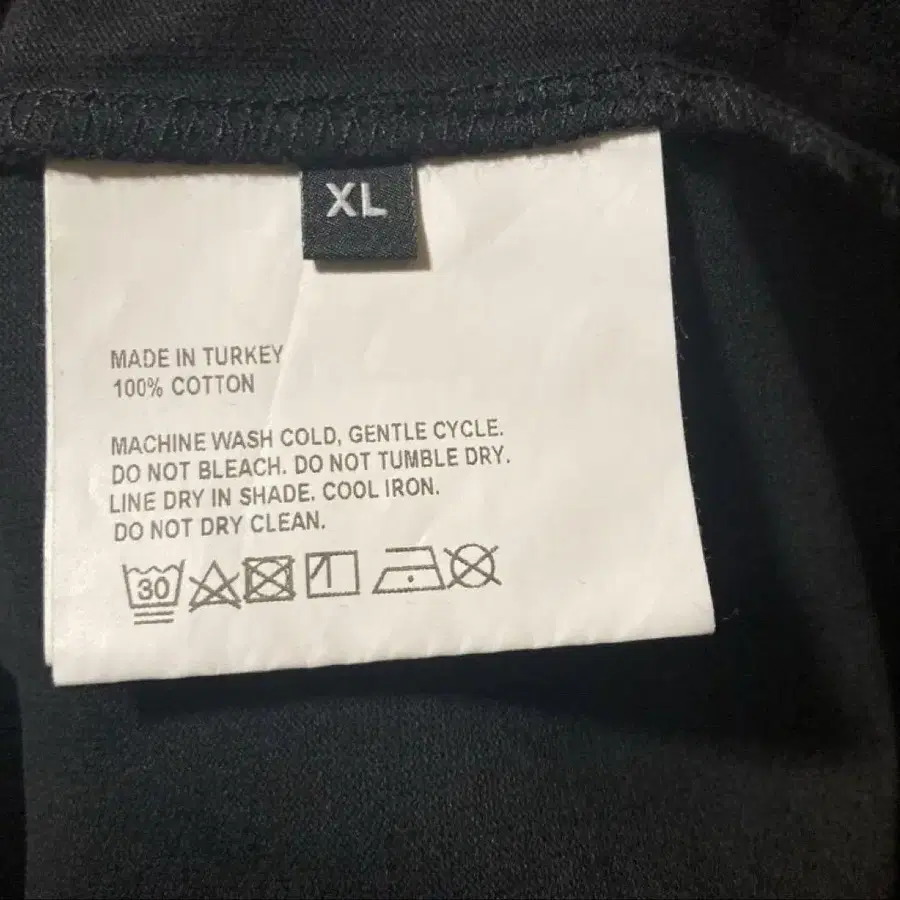 XL
MADE IN TURKEY
100% COTTON
MACHINE WASH COLD, GENTLE CYCLE.
DO NOT BLEACH. DO NOT TUMBLE DRY.
LINE DRY IN SHADE. COOL IRON.
DO NOT DRY CLEAN.
30